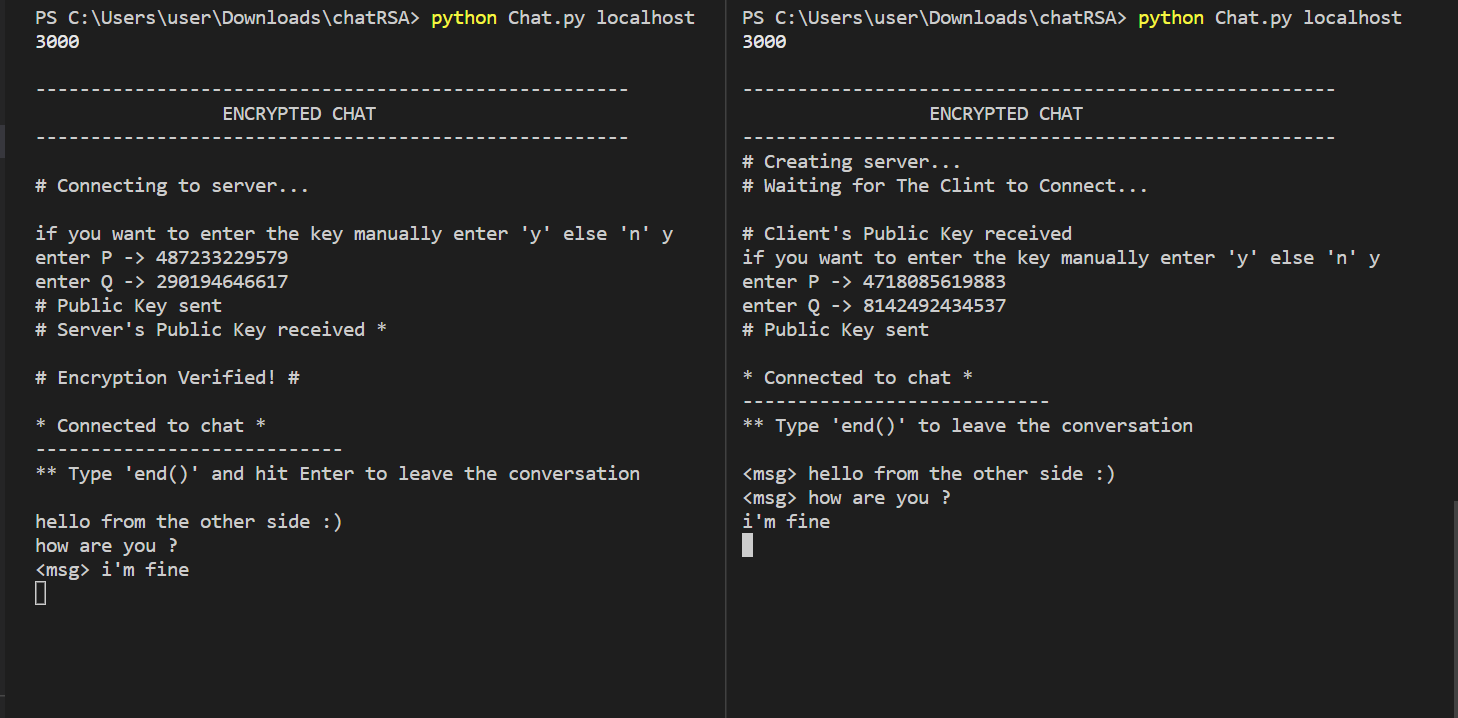 PS C:\Users\user\Downloads\chatRSA> python Chat.py localhost
3000
------------------------------------------------------
ENCRYPTED CHAT
------------------------------------------------------
# Connecting to server...
if you want to enter the key manually enter 'y' else 'n' y
enter P -> 487233229579
enter Q -> 290194646617
# Public Key sent
# Server's Public Key received *
# Encryption Verified! #
* Connected to chat *
----------------------------
** Type 'end()' and hit Enter to leave the conversation
hello from the other side :)
how are you ?
<msg> i'm fine
PS C:\Users\user\Downloads\chatRSA> python Chat.py localhost
3000
------------------------------------------------------
ENCRYPTED CHAT
------------------------------------------------------
# Creating server...
# Waiting for The Clint to Connect...
# Client's Public Key received
if you want to enter the key manually enter 'y' else 'n' y
enter P -> 4718085619883
enter Q -> 8142492434537
# Public Key sent
* Connected to chat *
----------------------------
** Type 'end()' to leave the conversation
<msg> hello from the other side :)
<msg> how are you ?
i'm fine